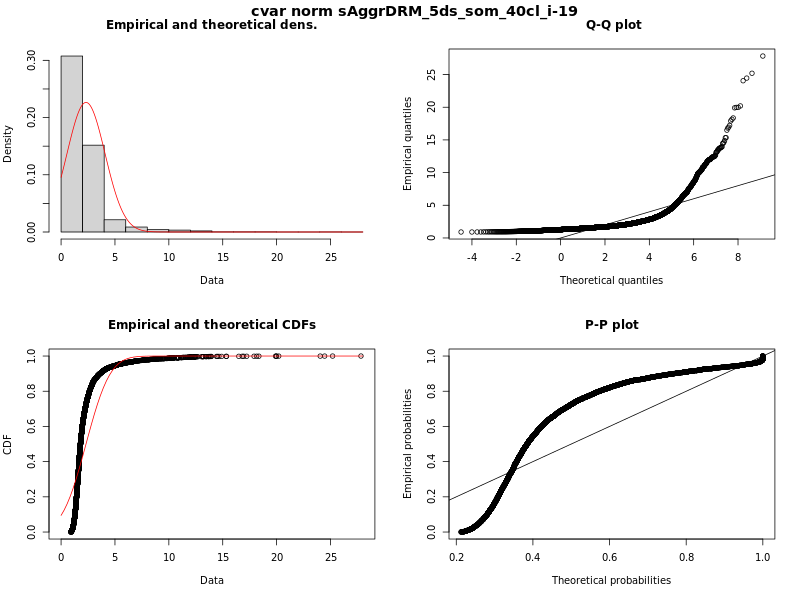 cvar norm sAggrDRM_5ds_som_40cl_i-19
Empirical and theoretical dens.
Density
0.00 0.10 0.20 0.30
0 5 10 15 20 25
Data
Q-Q plot
Empirical quantiles
0 5 10 15 20 25
-4 -2 0 2 4 6 8
Theoretical quantiles
Empirical and theoretical CDFs
CDF
0.0 0.2 0.4 0.6 0.8 1.0
0 5 10 15 20 25
Data
P-P plot
Empirical probabilities
0.0 0.2 0.4 0.6 0.8 1.0
0.2 0.4 0.6 0.8 1.0
Theoretical probabilities